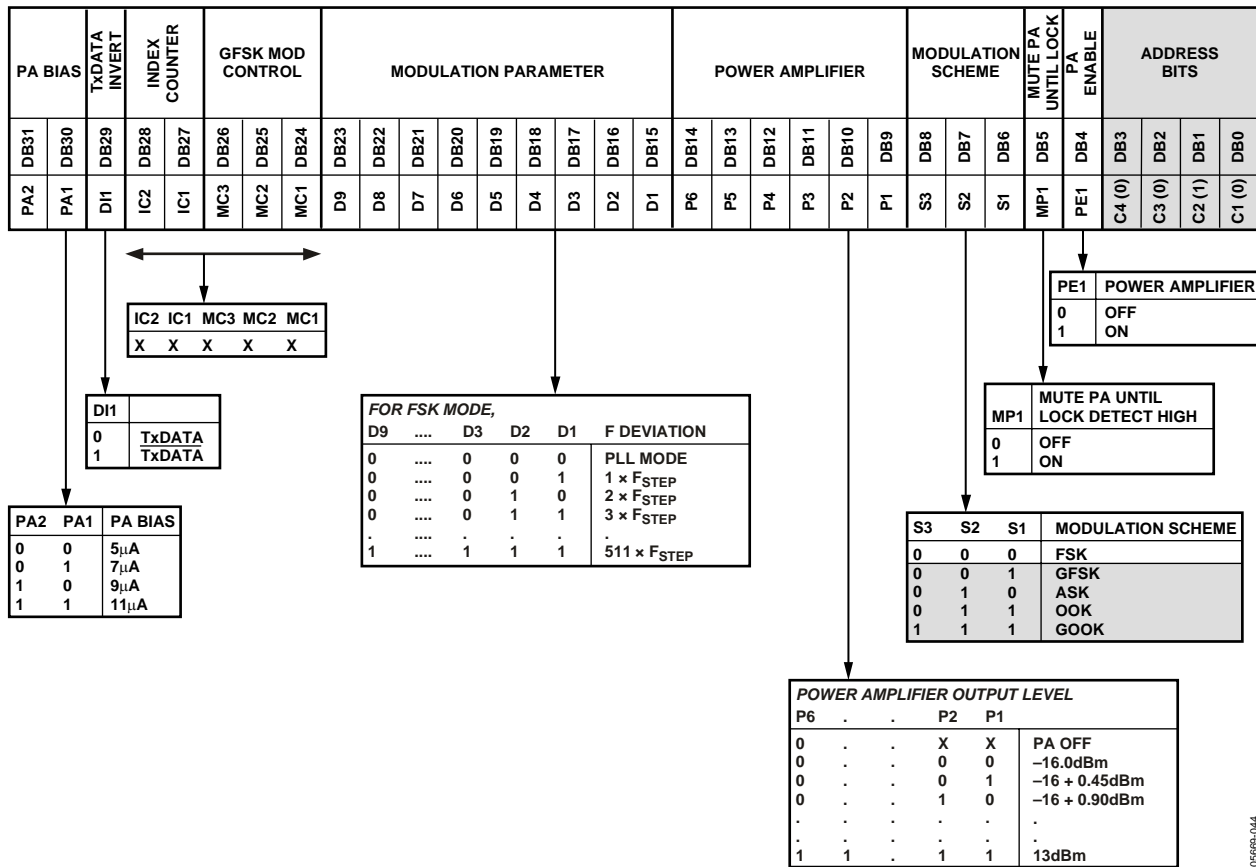 PA BIAS
TxDATA INVERT
INDEX COUNTER
GFSK MOD CONTROL
MODULATION PARAMETER
POWER AMPLIFIER
MODULATION SCHEME
MUTE PA UNTIL LOCK
PA ENABLE
ADDRESS BITS
DB31 DB30 DB29 DB28 DB27 DB26 DB25 DB24 DB23 DB22 DB21 DB20 DB19 DB18 DB17 DB16 DB15 DB14 DB13 DB12 DB11 DB10 DB9 DB8 DB7 DB6 DB5 DB4 DB3 DB2 DB1 DB0
PA2 PA1 DI1 IC2 IC1 MC3 MC2 MC1 D9 D8 D7 D6 D5 D4 D3 D2 D1 P6 P5 P4 P3 P2 P1 S3 S2 S1 MP1 PE1 C4 (0) C3 (0) C2 (1) C1 (0)
PE1 POWER AMPLIFIER
0 OFF
1 ON
IC2 IC1 MC3 MC2 MC1
X X X X X
MP1 MUTE PA UNTIL
LOCK DETECT HIGH
0 OFF
1 ON
DI1
0 TxDATA
1 TxDATA
FOR FSK MODE,
D9 .... D3 D2 D1 F DEVIATION
0 .... 0 0 0 PLL MODE
0 .... 0 0 1 1 × FSTEP
0 .... 0 1 0 2 × FSTEP
0 .... 0 1 1 3 × FSTEP
. .... . . . .
1 .... 1 1 1 511 × FSTEP
PA2 PA1 PA BIAS
0 0 5µA
0 1 7µA
1 0 9µA
1 1 11µA
S3 S2 S1 MODULATION SCHEME
0 0 0 FSK
0 0 1 GFSK
0 1 0 ASK
0 1 1 OOK
1 1 1 GOOK
POWER AMPLIFIER OUTPUT LEVEL
P6 . . P2 P1
0 . . X X PA OFF
0 . . 0 0 –16.0dBm
0 . . 0 1 –16 + 0.45dBm
0 . . 1 0 –16 + 0.90dBm
. . . . . .
. . . . . .
1 1 . 1 1 13dBm
05669-044